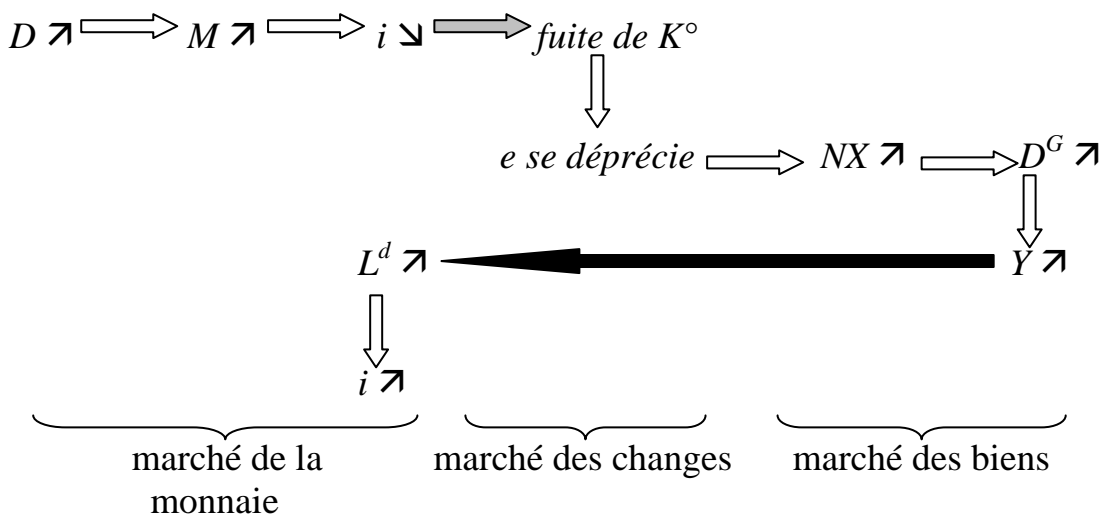 D ↗ M ↗ i ↘ fuite de K°
e se déprécie NX ↗ D^G ↗
L^d ↗ Y ↗
i ↗
marché de la marché des changes marché des biens
monnaie